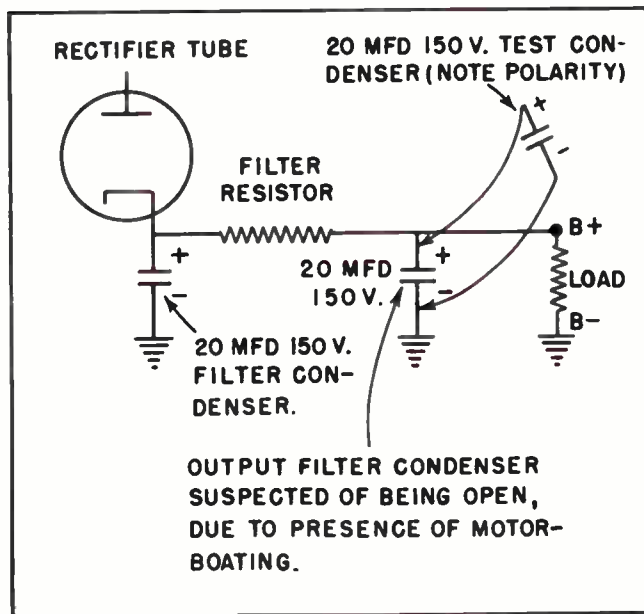 RECTIFIER TUBE
20 MFD 150 V. TEST CON-
DENSER (NOTE POLARITY)
+
-
FILTER
RESISTOR
+
-
20 MFD
150 V.
+
-
B+
LOAD
B-
20 MFD 150 V.
FILTER CON-
DENSER.
OUTPUT FILTER CONDENSER
SUSPECTED OF BEING OPEN,
DUE TO PRESENCE OF MOTOR-
BOATING.